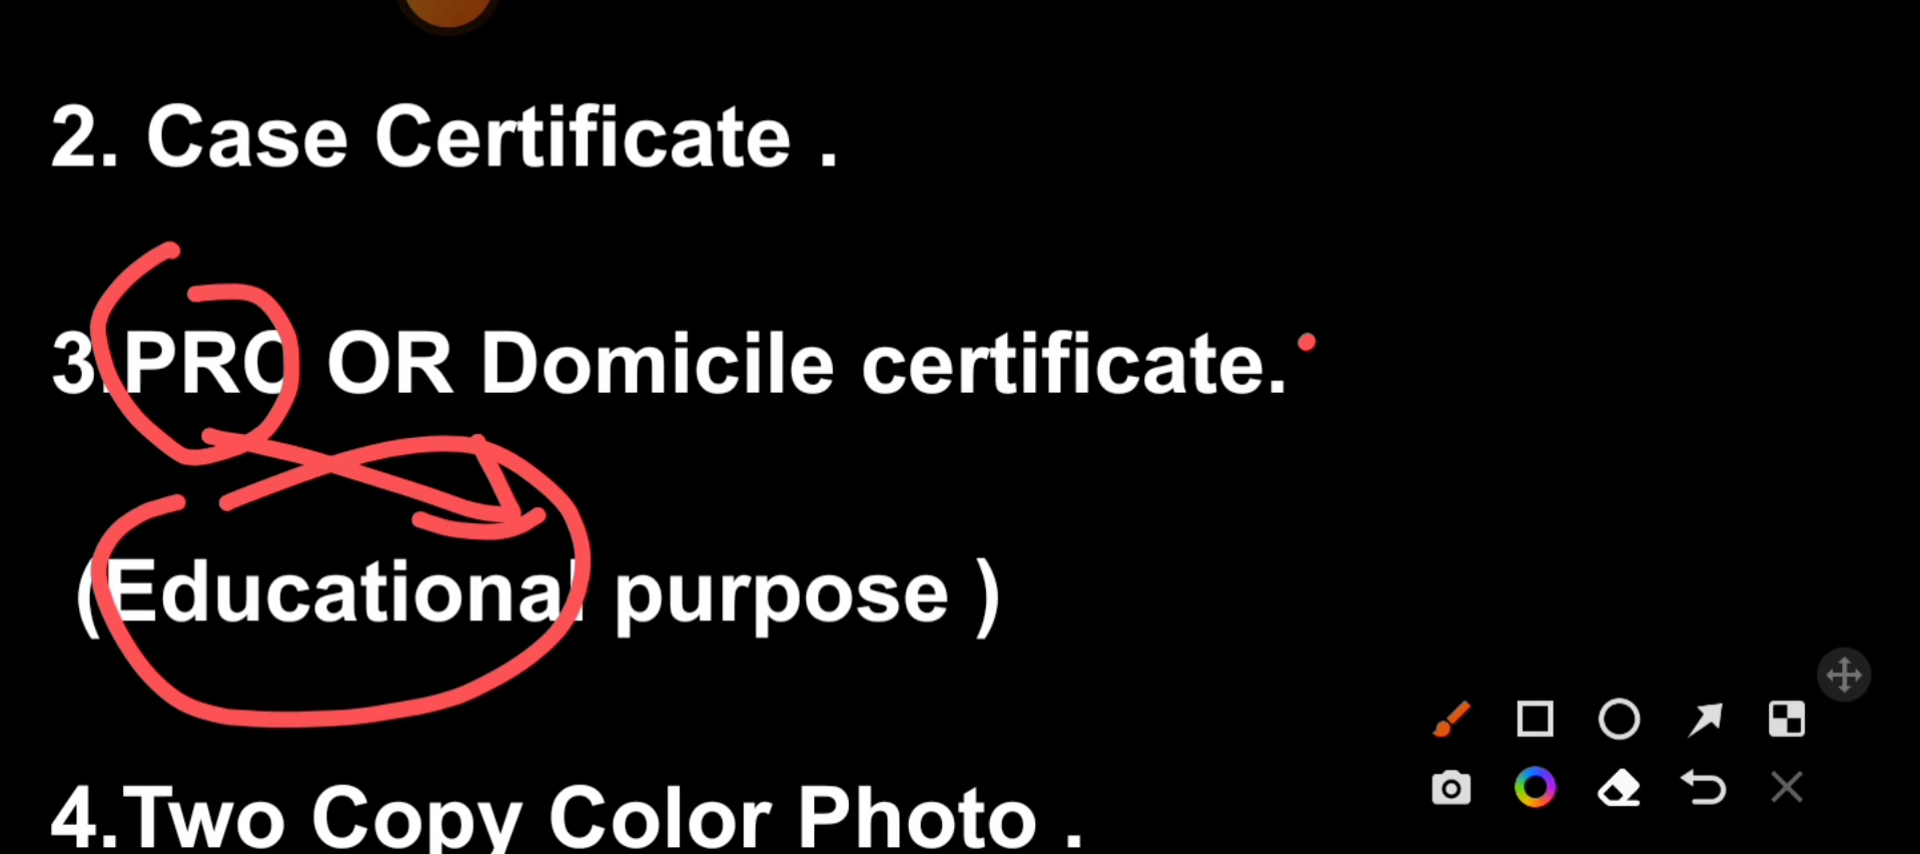 2. Case Certificate .
3.PRC OR Domicile certificate.
(Educational purpose )
4.Two Copy Color Photo .